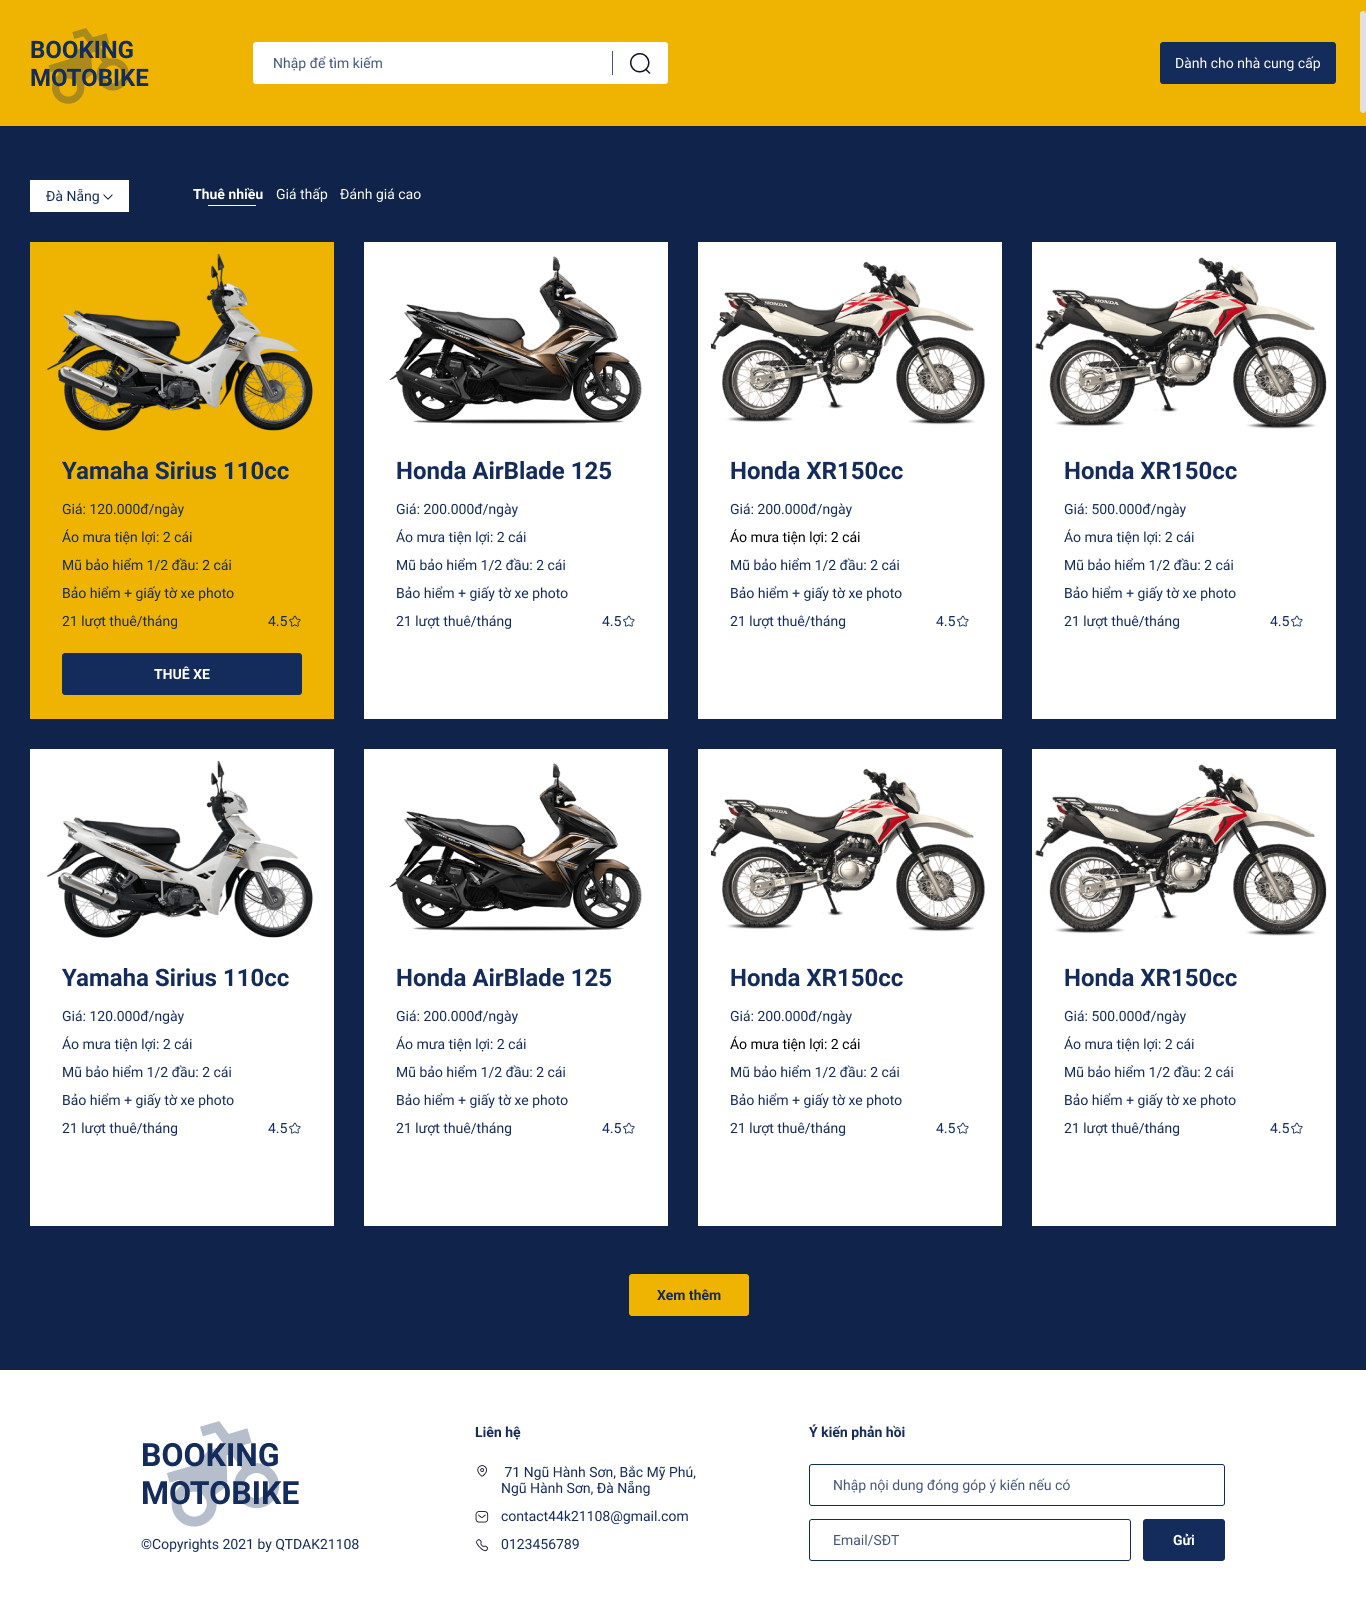 BOOKING
MOTOBIKE
Nhập để tìm kiếm
Dành cho nhà cung cấp
Đà Nẵng
Thuê nhiều Giá thấp Đánh giá cao
Yamaha Sirius 110cc
Giá: 120.000đ/ngày
Áo mưa tiện lợi: 2 cái
Mũ bảo hiểm 1/2 đầu: 2 cái
Bảo hiểm + giấy tờ xe photo
21 lượt thuê/tháng 4.5
THUÊ XE
Honda AirBlade 125
Giá: 200.000đ/ngày
Áo mưa tiện lợi: 2 cái
Mũ bảo hiểm 1/2 đầu: 2 cái
Bảo hiểm + giấy tờ xe photo
21 lượt thuê/tháng 4.5
HONDA
Honda XR150cc
Giá: 200.000đ/ngày
Áo mưa tiện lợi: 2 cái
Mũ bảo hiểm 1/2 đầu: 2 cái
Bảo hiểm + giấy tờ xe photo
21 lượt thuê/tháng 4.5
HONDA
Honda XR150cc
Giá: 500.000đ/ngày
Áo mưa tiện lợi: 2 cái
Mũ bảo hiểm 1/2 đầu: 2 cái
Bảo hiểm + giấy tờ xe photo
21 lượt thuê/tháng 4.5
Yamaha Sirius 110cc
Giá: 120.000đ/ngày
Áo mưa tiện lợi: 2 cái
Mũ bảo hiểm 1/2 đầu: 2 cái
Bảo hiểm + giấy tờ xe photo
21 lượt thuê/tháng 4.5
Honda AirBlade 125
Giá: 200.000đ/ngày
Áo mưa tiện lợi: 2 cái
Mũ bảo hiểm 1/2 đầu: 2 cái
Bảo hiểm + giấy tờ xe photo
21 lượt thuê/tháng 4.5
HONDA
Honda XR150cc
Giá: 200.000đ/ngày
Áo mưa tiện lợi: 2 cái
Mũ bảo hiểm 1/2 đầu: 2 cái
Bảo hiểm + giấy tờ xe photo
21 lượt thuê/tháng 4.5
HONDA
Honda XR150cc
Giá: 500.000đ/ngày
Áo mưa tiện lợi: 2 cái
Mũ bảo hiểm 1/2 đầu: 2 cái
Bảo hiểm + giấy tờ xe photo
21 lượt thuê/tháng 4.5
Xem thêm
BOOKING
MOTOBIKE
©Copyrights 2021 by QTDAK21108
Liên hệ
71 Ngũ Hành Sơn, Bắc Mỹ Phú,
Ngũ Hành Sơn, Đà Nẵng
contact44k21108@gmail.com
0123456789
Ý kiến phản hồi
Nhập nội dung đóng góp ý kiến nếu có
Email/SĐT
Gửi